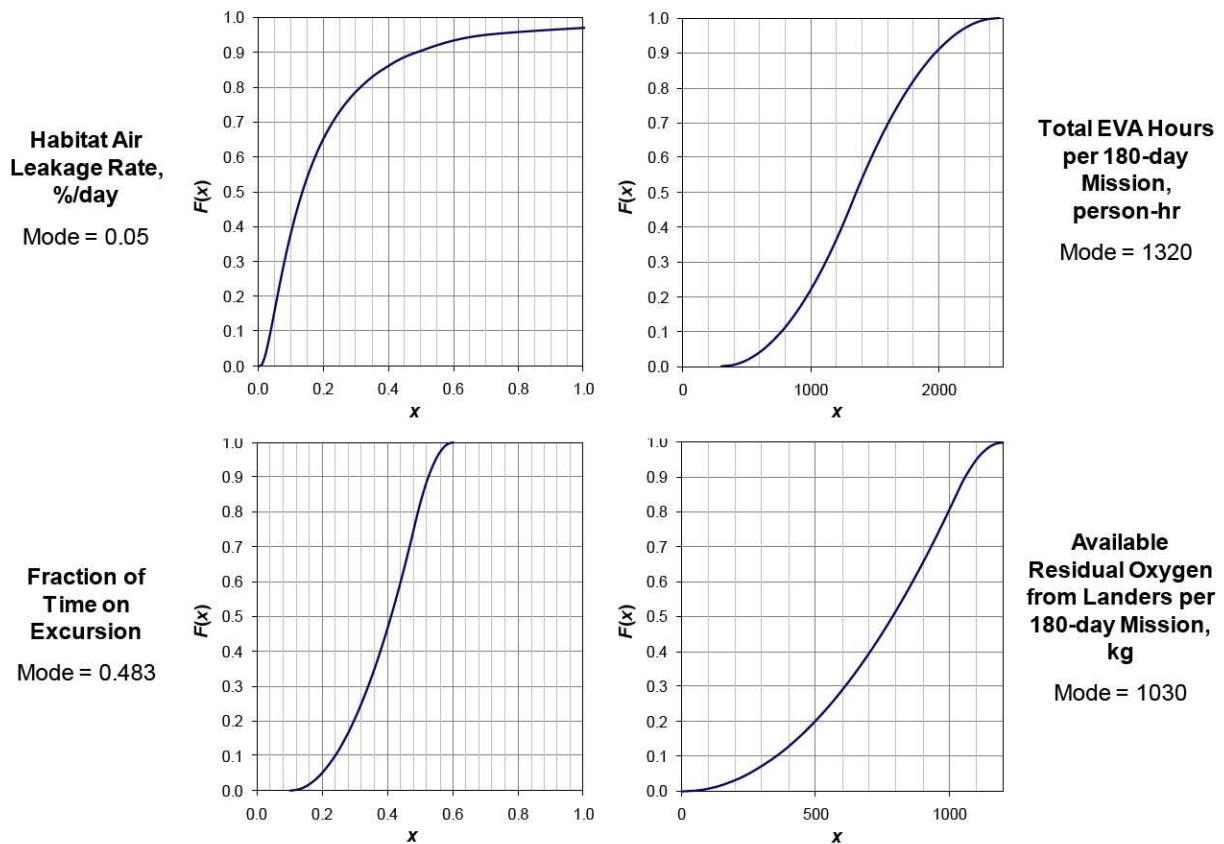 Habitat Air
Leakage Rate,
%/day
Mode = 0.05
1.0
0.9
0.8
0.7
0.6
0.5
0.4
0.3
0.2
0.1
0.0
F(x)
0.0 0.2 0.4 0.6 0.8 1.0
x
1.0
0.9
0.8
0.7
0.6
0.5
0.4
0.3
0.2
0.1
0.0
F(x)
0 1000 2000
x
Total EVA Hours
per 180-day
Mission,
person-hr
Mode = 1320
Fraction of
Time on
Excursion
Mode = 0.483
1.0
0.9
0.8
0.7
0.6
0.5
0.4
0.3
0.2
0.1
0.0
F(x)
0.0 0.2 0.4 0.6 0.8 1.0
x
1.0
0.9
0.8
0.7
0.6
0.5
0.4
0.3
0.2
0.1
0.0
F(x)
0 500 1000
x
Available
Residual Oxygen
from Landers per
180-day Mission,
kg
Mode = 1030